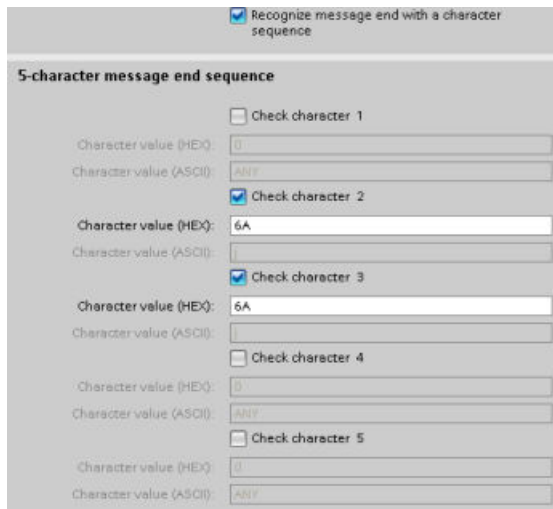 Recognize message end with a character
sequence
5-character message end sequence
Check character 1
Character value (HEX): 0
Character value (ASCII): ANY
Check character 2
Character value (HEX): 6A
Character value (ASCII): j
Check character 3
Character value (HEX): 6A
Character value (ASCII): j
Check character 4
Character value (HEX): 0
Character value (ASCII): ANY
Check character 5
Character value (HEX): 0
Character value (ASCII): ANY